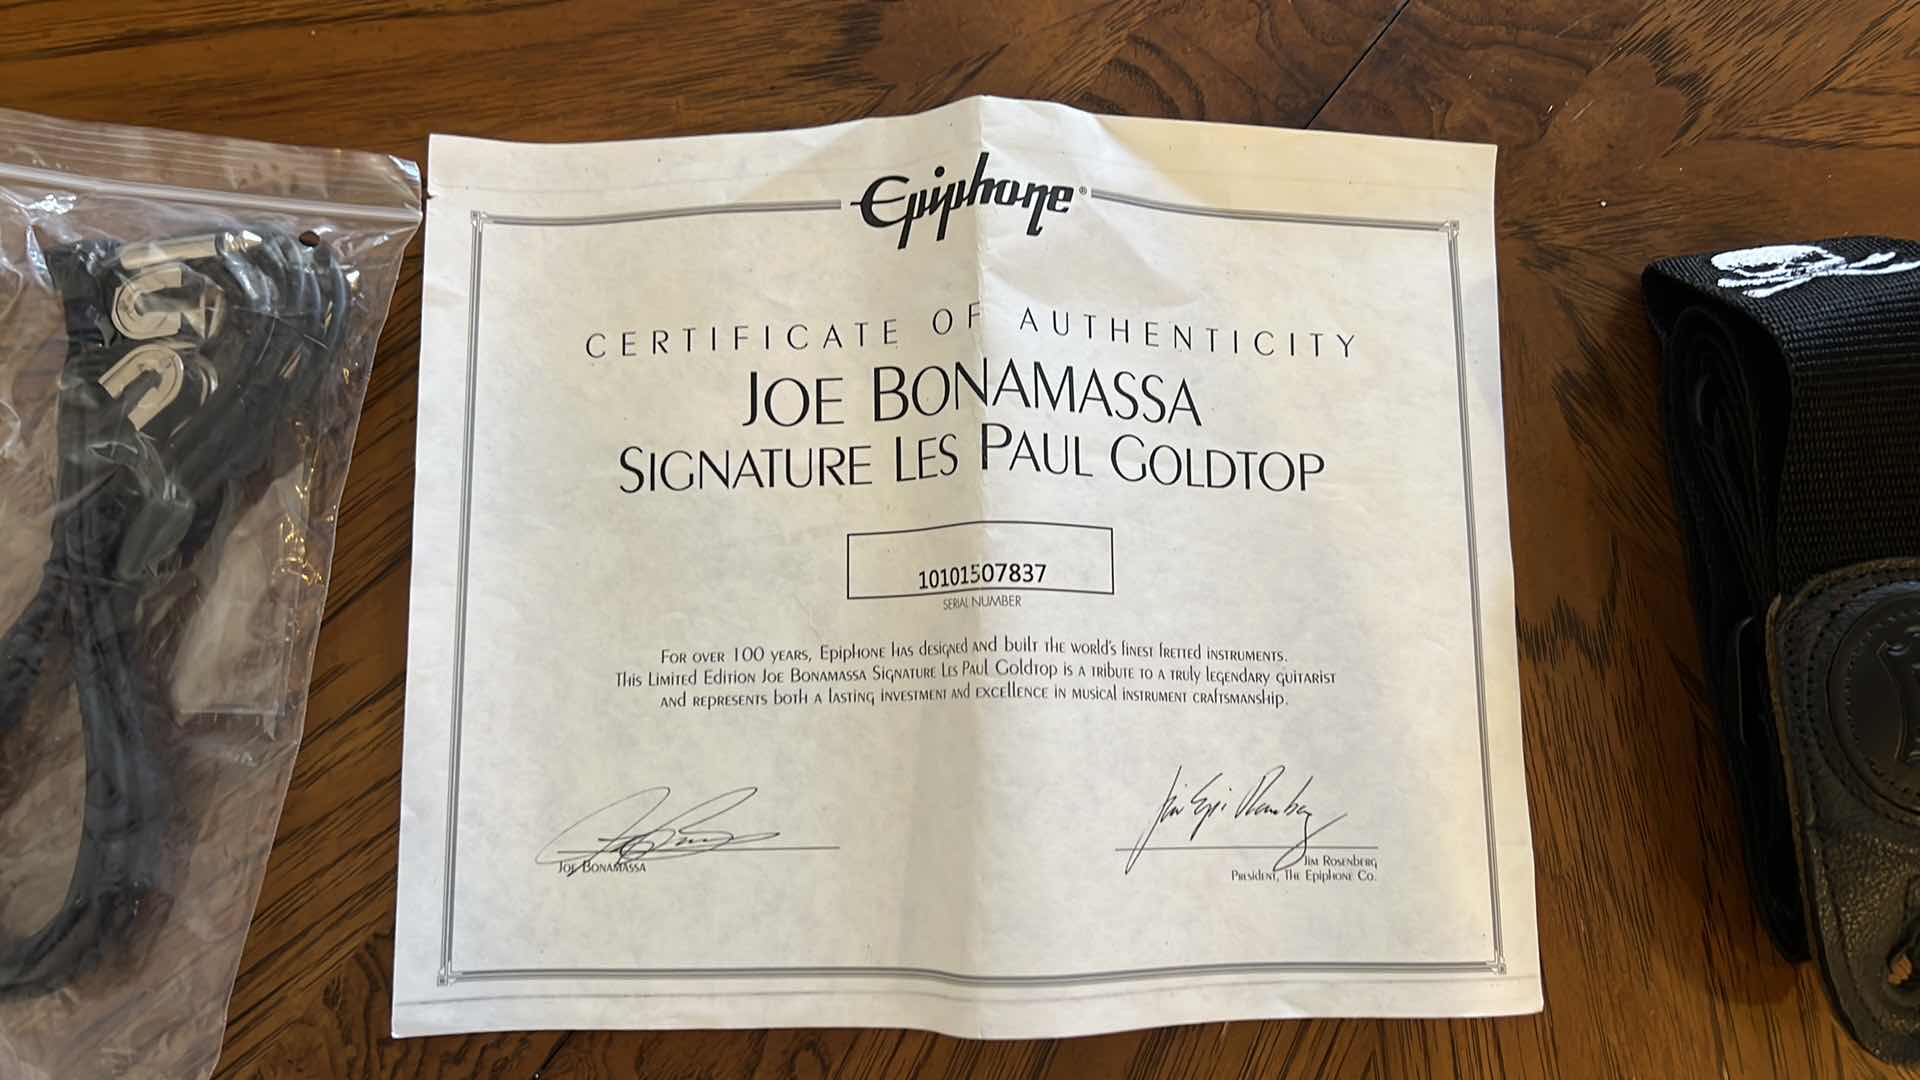 Epiphone®
CERTIFICATE OF AUTHENTICITY
JOE BONAMASSA
SIGNATURE LES PAUL GOLDTOP
10101507837
SERIAL NUMBER
FOR OVER 100 YEARS, EPIPHONE HAS DESIGNED AND BUILT THE WORLD'S FINEST FRETTED INSTRUMENTS.
THIS LIMITED EDITION JOE BONAMASSA SIGNATURE LES PAUL GOLDTOP IS A TRIBUTE TO A TRULY LEGENDARY GUITARIST
AND REPRESENTS BOTH A LASTING INVESTMENT AND EXCELLENCE IN MUSICAL INSTRUMENT CRAFTSMANSHIP.
Jim "Epi" Rosenberg
JOE BONAMASSA
JIM ROSENBERG
PRESIDENT, THE EPIPHONE CO.